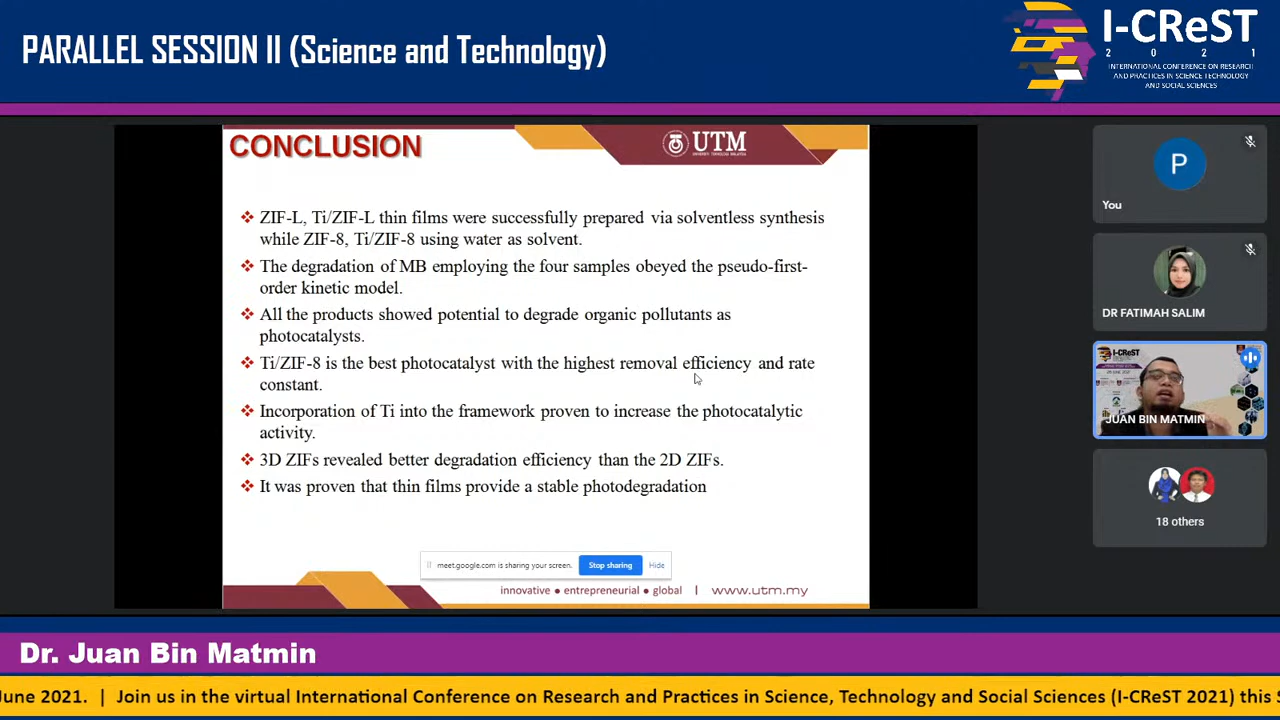 PARALLEL SESSION II (Science and Technology)
I-CReST
2 0 2 1
INTERNATIONAL CONFERENCE ON RESEARCH
AND PRACTICES IN SCIENCE TECHNOLOGY
AND SOCIAL SCIENCES
CONCLUSION
UTM
❖ ZIF-L, Ti/ZIF-L thin films were successfully prepared via solventless synthesis
while ZIF-8, Ti/ZIF-8 using water as solvent.
❖ The degradation of MB employing the four samples obeyed the pseudo-first-
order kinetic model.
❖ All the products showed potential to degrade organic pollutants as
photocatalysts.
❖ Ti/ZIF-8 is the best photocatalyst with the highest removal efficiency and rate
constant.
❖ Incorporation of Ti into the framework proven to increase the photocatalytic
activity.
❖ 3D ZIFs revealed better degradation efficiency than the 2D ZIFs.
❖ It was proven that thin films provide a stable photodegradation
meet.google.com is sharing your screen. Stop sharing Hide
innovative ● entrepreneurial ● global | www.utm.my
P
You
DR FATIMAH SALIM
I-CReST
JUAN BIN MATMIN
18 others
Dr. Juan Bin Matmin
June 2021. | Join us in the virtual International Conference on Research and Practices in Science, Technology and Social Sciences (I-CReST 2021) this